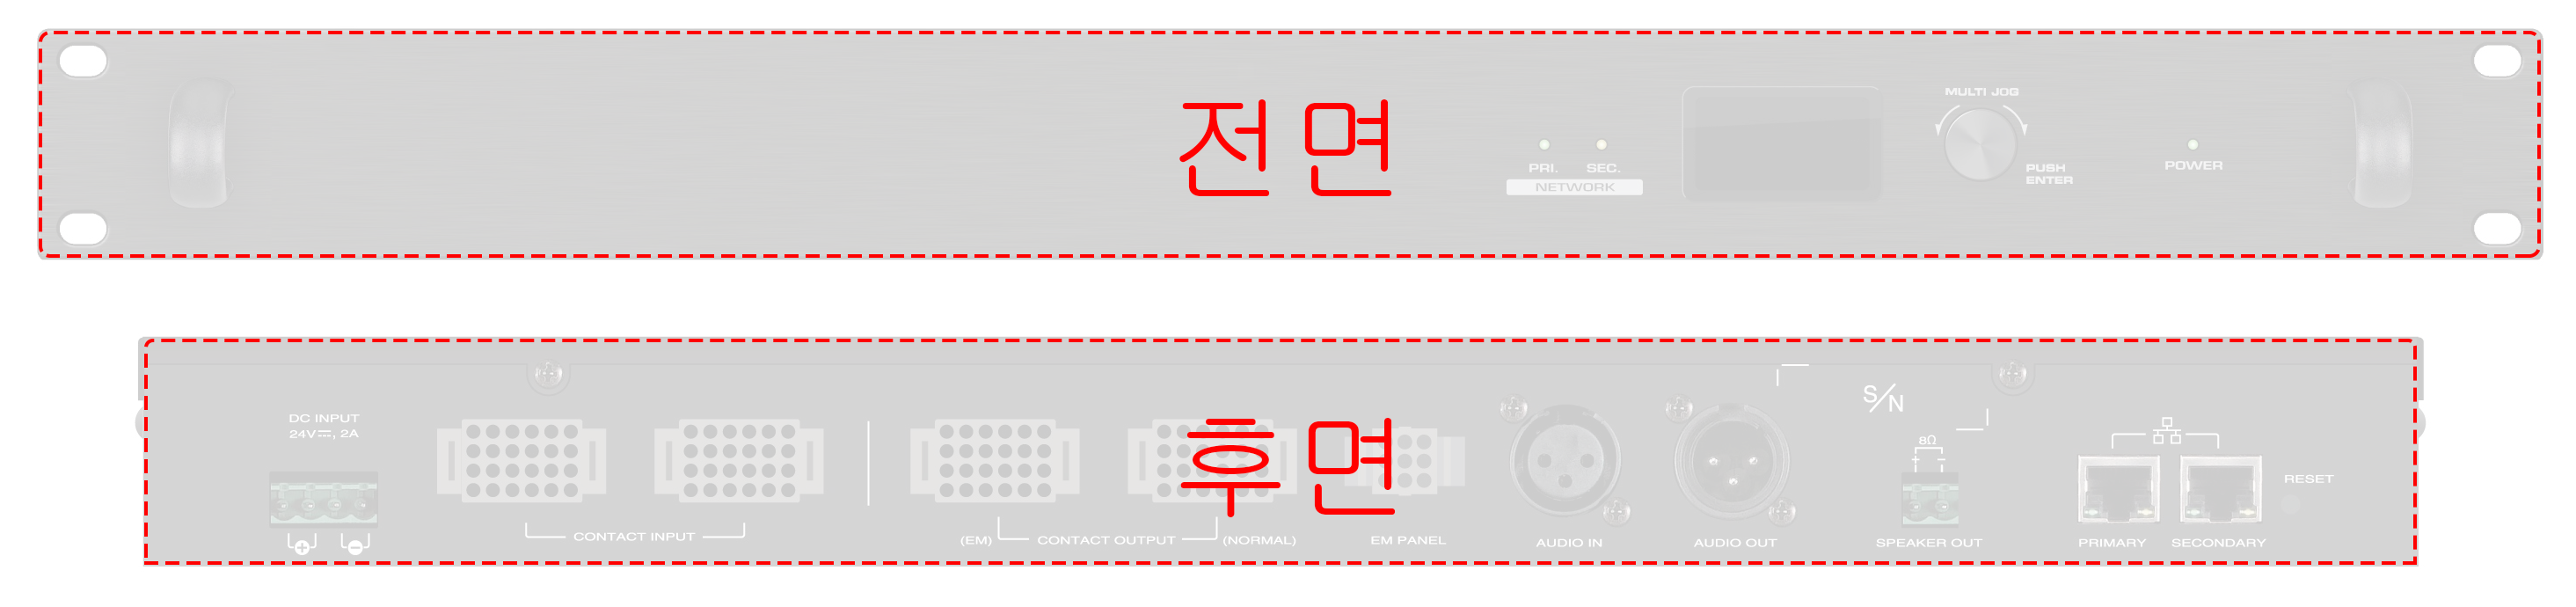 전면
MULTI JOG
PRI. SEC.
NETWORK
PUSH
ENTER
POWER
후면
DC INPUT
24V⎓, 2A
CONTACT INPUT
(EM) CONTACT OUTPUT (NORMAL)
EM PANEL
AUDIO IN
AUDIO OUT
S/N
8Ω
+ −
SPEAKER OUT
PRIMARY SECONDARY
RESET